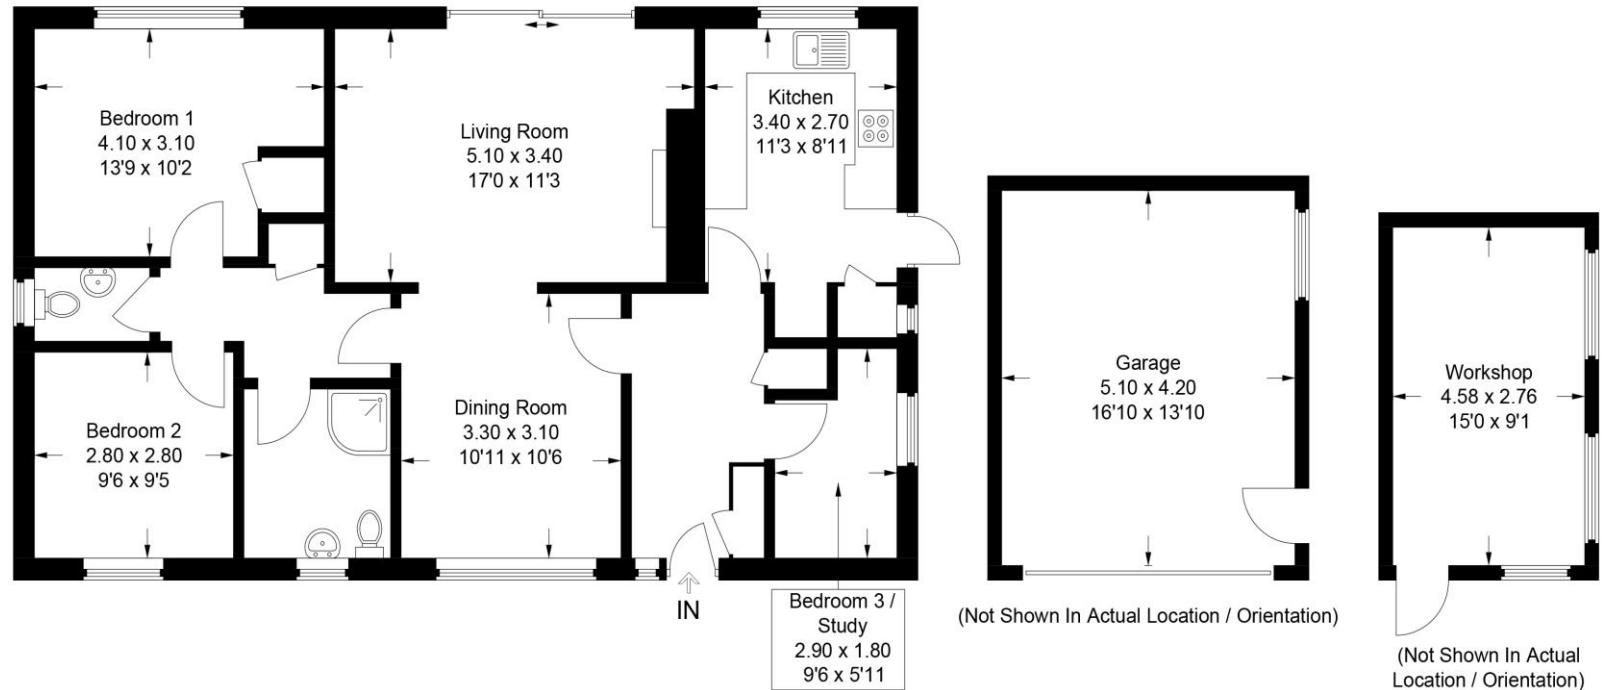 Bedroom 1
4.10 x 3.10
13'9 x 10'2
Living Room
5.10 x 3.40
17'0 x 11'3
Kitchen
3.40 x 2.70
11'3 x 8'11
Bedroom 2
2.80 x 2.80
9'6 x 9'5
Dining Room
3.30 x 3.10
10'11 x 10'6
IN
Bedroom 3 /
Study
2.90 x 1.80
9'6 x 5'11
Garage
5.10 x 4.20
16'10 x 13'10
(Not Shown In Actual Location / Orientation)
Workshop
4.58 x 2.76
15'0 x 9'1
(Not Shown In Actual
Location / Orientation)